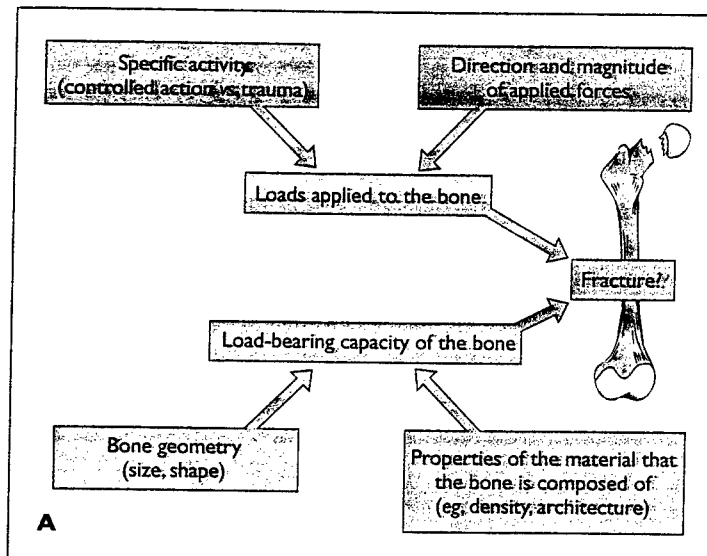 Specific activity
(controlled action vs trauma)
Direction and magnitude
of applied forces
Loads applied to the bone
Fracture?
Load-bearing capacity of the bone
Bone geometry
(size, shape)
Properties of the material that
the bone is composed of
(eg, density, architecture)
A